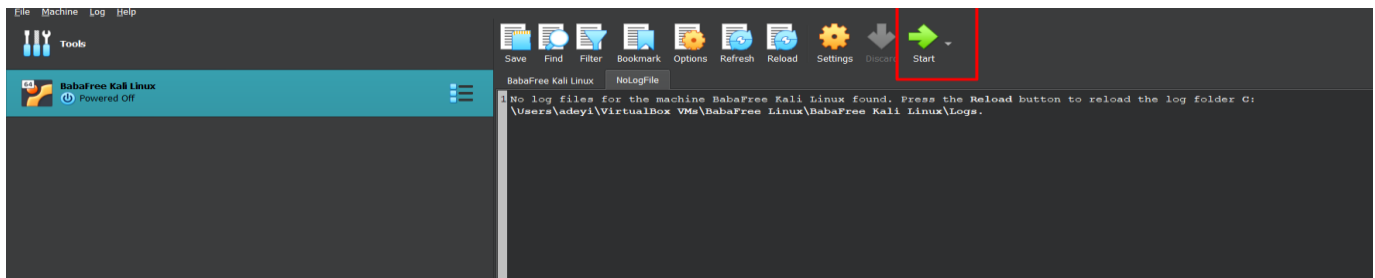 File Machine Log Help
Tools
64
BabaFree Kali Linux
Powered Off
Save Find Filter Bookmark Options Refresh Reload Settings Discard Start
BabaFree Kali Linux NoLogFile
1 No log files for the machine BabaFree Kali Linux found. Press the Reload button to reload the log folder C:
\Users\adeyi\VirtualBox VMs\BabaFree Linux\BabaFree Kali Linux\Logs.